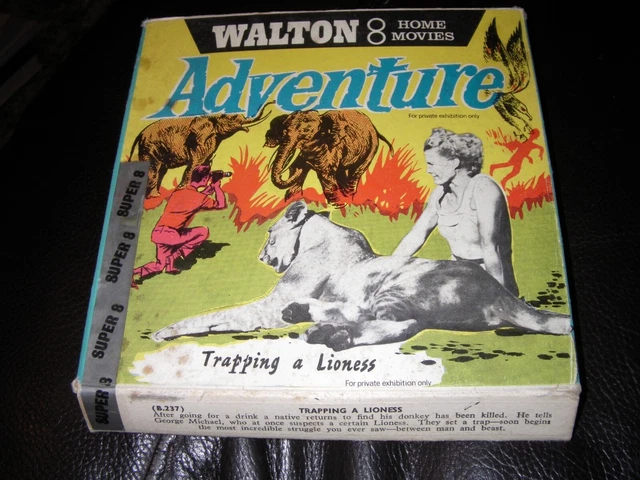 WALTON 8 HOME MOVIES
Adventure
For private exhibition only
SUPER 8
SUPER 8
SUPER 8
SUPER 8
Trapping a Lioness
For private exhibition only
(B.237) TRAPPING A LIONESS
After going for a drink a native returns to find his donkey has been killed. He tells
George Michael, who at once suspects a certain Lioness. They set a trap—soon begins
the most incredible struggle you ever saw—between man and beast.